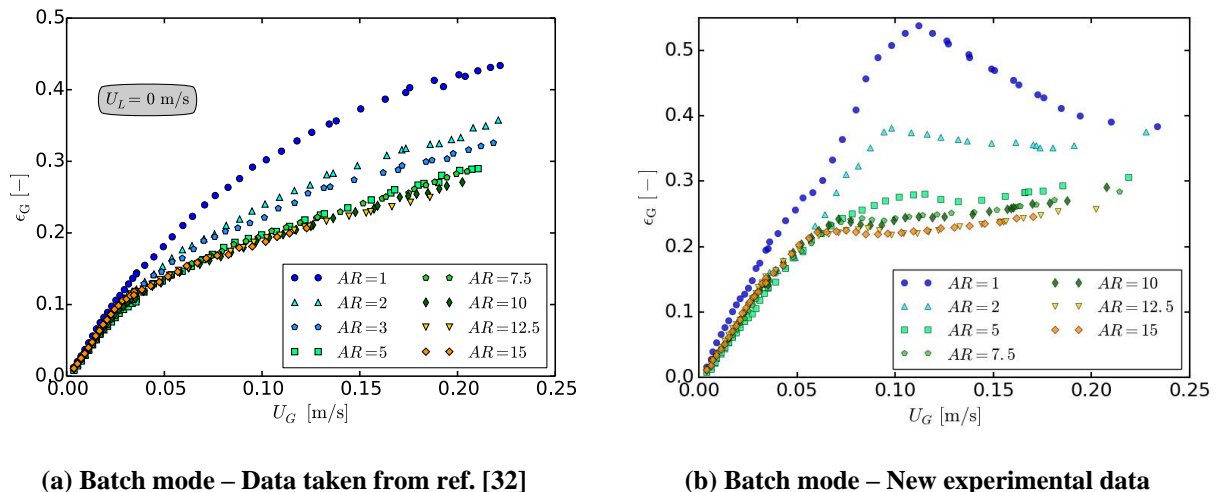 0.5
0.4
0.3
0.2
0.1
0.0
ϵ_G [−]
U_L = 0 m/s
AR = 1
AR = 2
AR = 3
AR = 5
AR = 7.5
AR = 10
AR = 12.5
AR = 15
0.05 0.10 0.15 0.20 0.25
U_G [m/s]
(a) Batch mode – Data taken from ref. [32]
0.5
0.4
0.3
0.2
0.1
0.0
ϵ_G [−]
AR = 1
AR = 2
AR = 5
AR = 7.5
AR = 10
AR = 12.5
AR = 15
0.05 0.10 0.15 0.20 0.25
U_G [m/s]
(b) Batch mode – New experimental data